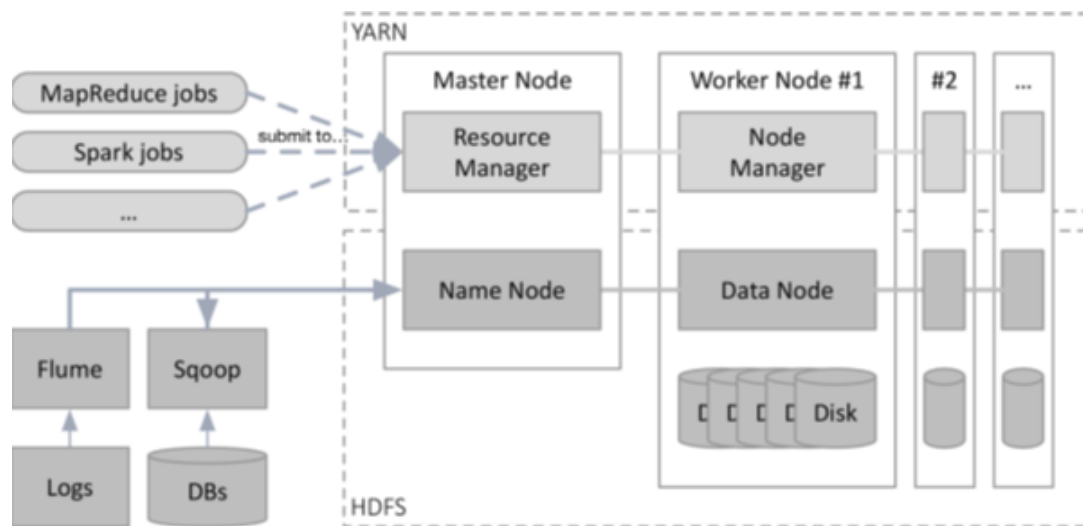 YARN
Master Node
Worker Node #1
#2
...
MapReduce jobs
Spark jobs
...
submit to...
Resource
Manager
Node
Manager
Name Node
Data Node
Flume
Sqoop
D
D
D
D
Disk
Logs
DBs
HDFS